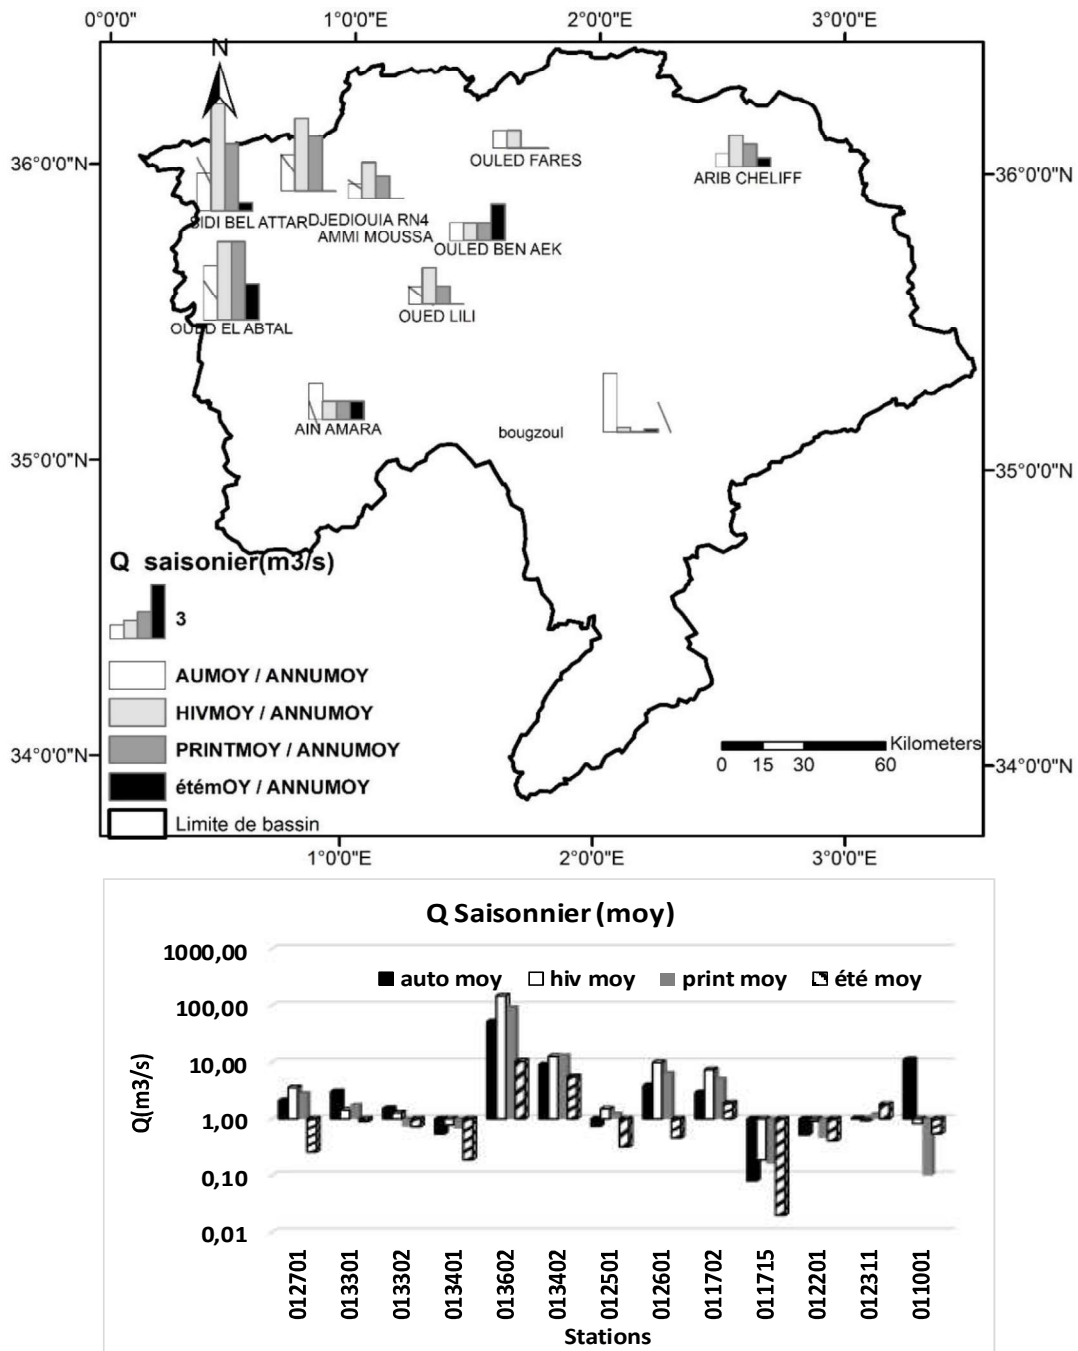 0°0'0" 1°0'0"E 2°0'0"E 3°0'0"E
N
36°0'0"N
36°0'0"N
OULED FARES
ARIB CHELIFF
SIDI BEL ATTAR
DJEDIOUIA RN4
AMMI MOUSSA
OULED BEN AEK
OUED LILI
OUED EL ABTAL
AIN AMARA
bougzoul
35°0'0"N
35°0'0"N
Q saisonier(m3/s)
3
AUMOY / ANNUMOY
HIVMOY / ANNUMOY
PRINTMOY / ANNUMOY
étémOY / ANNUMOY
Limite de bassin
34°0'0"N
34°0'0"N
Kilometers
0 15 30 60
1°0'0"E 2°0'0"E 3°0'0"E
Q Saisonnier (moy)
auto moy hiv moy print moy été moy
Q(m3/s)
1000,00
100,00
10,00
1,00
0,10
0,01
012701 013301 013302 013401 013602 013402 012501 012601 011702 011715 012201 012311 011001
Stations